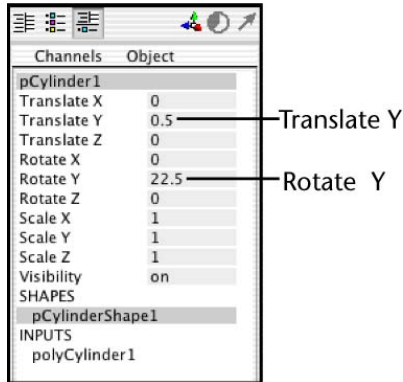 Channels Object
pCylinder1
Translate X 0
Translate Y 0.5 Translate Y
Translate Z 0
Rotate X 0
Rotate Y 22.5 Rotate Y
Rotate Z 0
Scale X 1
Scale Y 1
Scale Z 1
Visibility on
SHAPES
pCylinderShape1
INPUTS
polyCylinder1